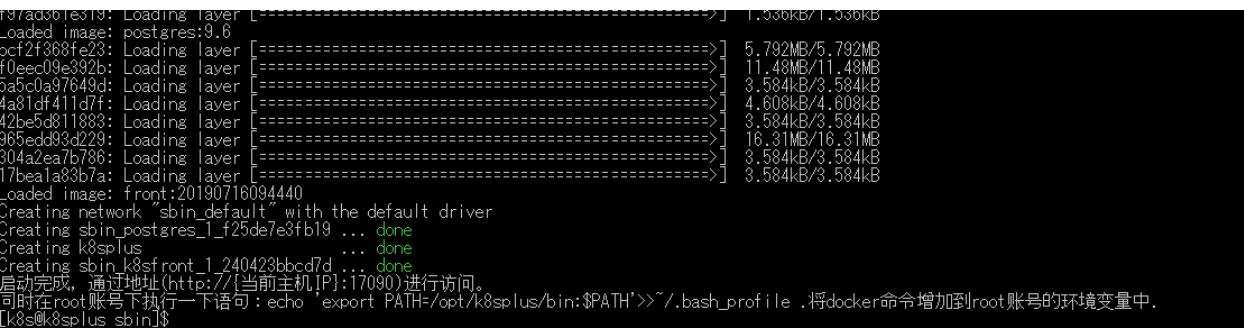 f97ad361e319: Loading layer [==================================================>]  1.536kB/1.536kB
Loaded image: postgres:9.6
bcf2f368fe23: Loading layer [==================================================>]  5.792MB/5.792MB
f0eec09e392b: Loading layer [==================================================>]  11.48MB/11.48MB
5a5c0a97649d: Loading layer [==================================================>]  3.584kB/3.584kB
4a81df411d7f: Loading layer [==================================================>]  4.608kB/4.608kB
42be5d811883: Loading layer [==================================================>]  3.584kB/3.584kB
965edd93d229: Loading layer [==================================================>]  16.31MB/16.31MB
304a2ea7b786: Loading layer [==================================================>]  3.584kB/3.584kB
17bea1a83b7a: Loading layer [==================================================>]  3.584kB/3.584kB
Loaded image: front:20190716094440
Creating network "sbin_default" with the default driver
Creating sbin_postgres_1_f25de7e3fb19 ... done
Creating k8splus                      ... done
Creating sbin_k8sfront_1_240423bbcd7d ... done
启动完成, 通过地址(http://{当前主机IP}:17090)进行访问。
同时在root账号下执行一下语句：echo 'export PATH=/opt/k8splus/bin:$PATH'>>~/.bash_profile .将docker命令增加到root账号的环境变量中.
[k8s@k8splus sbin]$